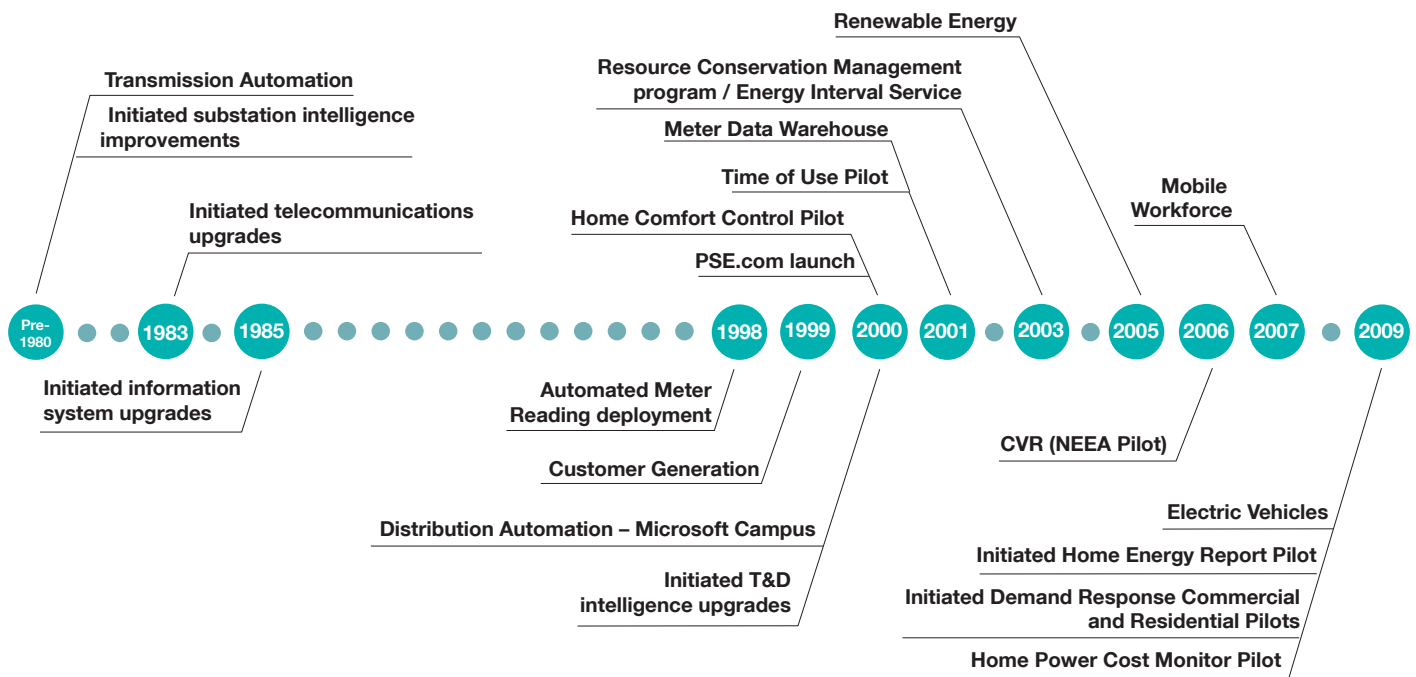 Renewable Energy
Transmission Automation
Resource Conservation Management
program / Energy Interval Service
Initiated substation intelligence
improvements
Meter Data Warehouse
Time of Use Pilot
Mobile
Workforce
Initiated telecommunications
upgrades
Home Comfort Control Pilot
PSE.com launch
Pre-
1980
1983
1985
1998
1999
2000
2001
2003
2005
2006
2007
2009
Initiated information
system upgrades
Automated Meter
Reading deployment
CVR (NEEA Pilot)
Customer Generation
Electric Vehicles
Distribution Automation – Microsoft Campus
Initiated Home Energy Report Pilot
Initiated T&D
intelligence upgrades
Initiated Demand Response Commercial
and Residential Pilots
Home Power Cost Monitor Pilot